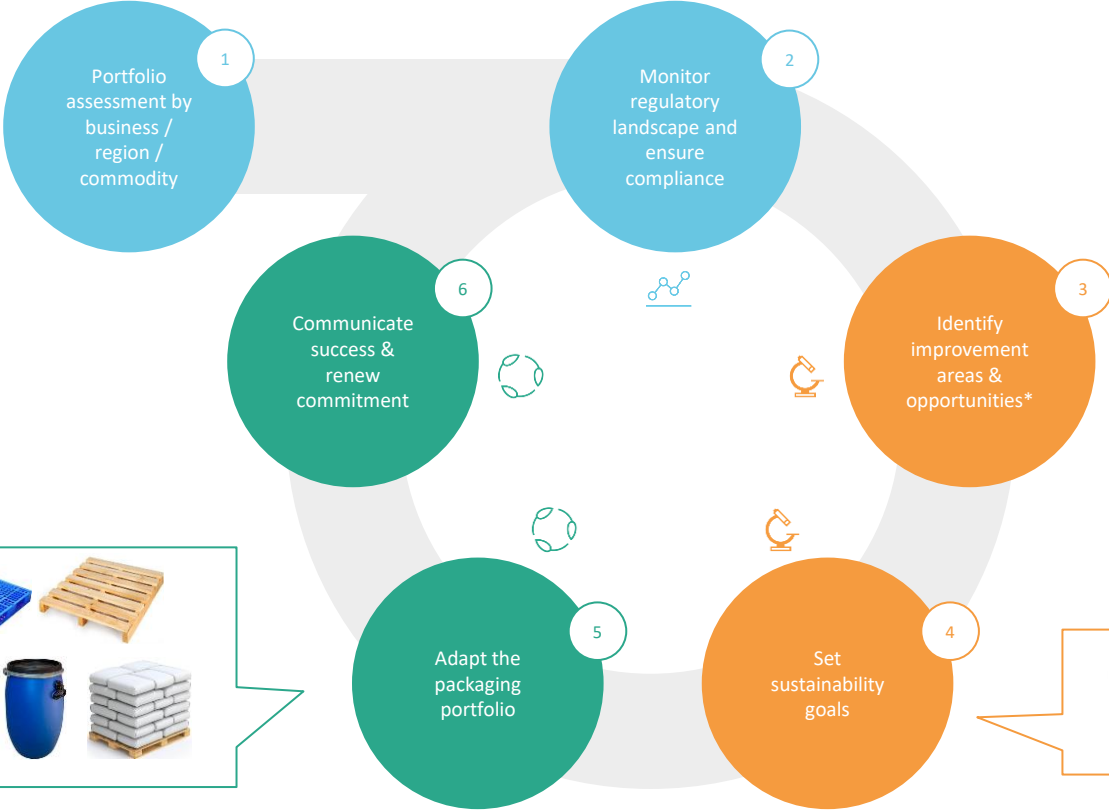 1
Portfolio
assessment by
business /
region /
commodity
2
Monitor
regulatory
landscape and
ensure
compliance
3
Identify
improvement
areas &
opportunities*
4
Set
sustainability
goals
5
Adapt the
packaging
portfolio
6
Communicate
success &
renew
commitment